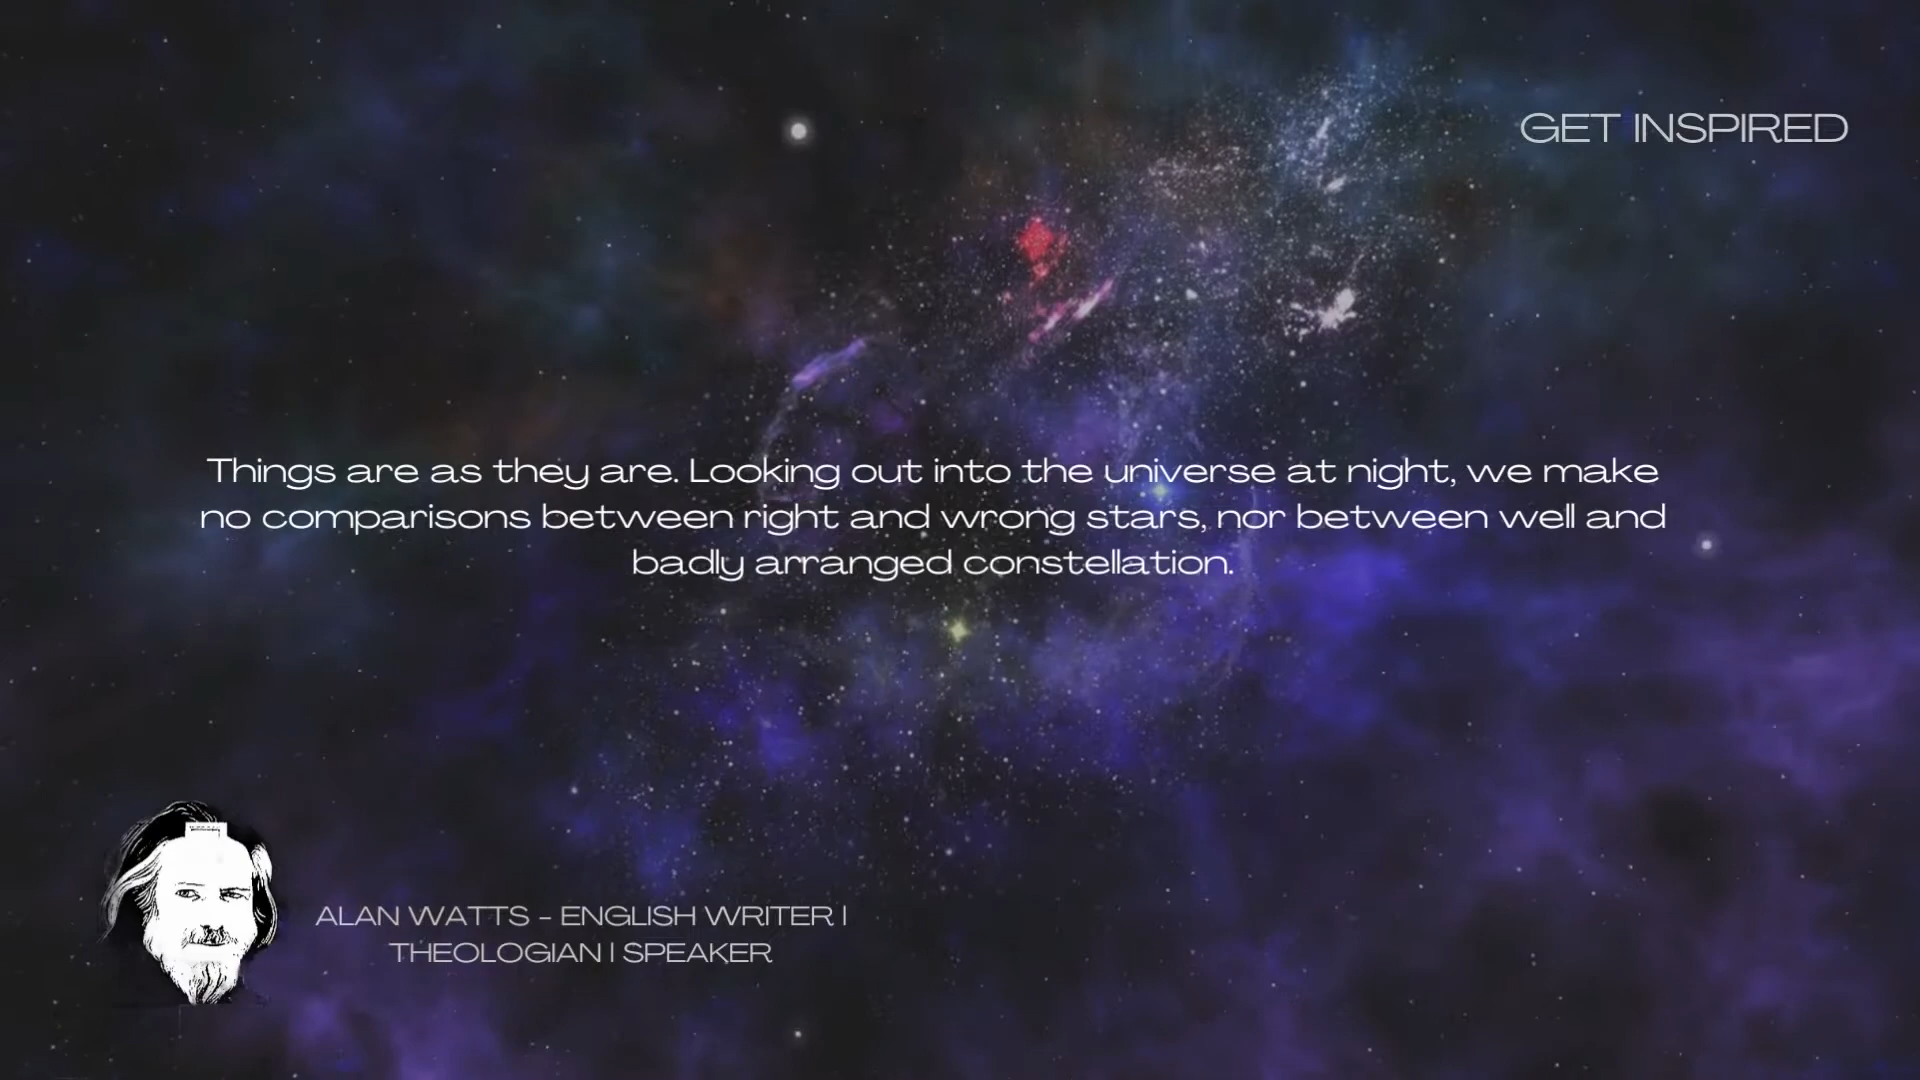 GET INSPIRED
Things are as they are. Looking out into the universe at night, we make
no comparisons between right and wrong stars, nor between well and
badly arranged constellation.
ALAN WATTS - ENGLISH WRITER |
THEOLOGIAN | SPEAKER